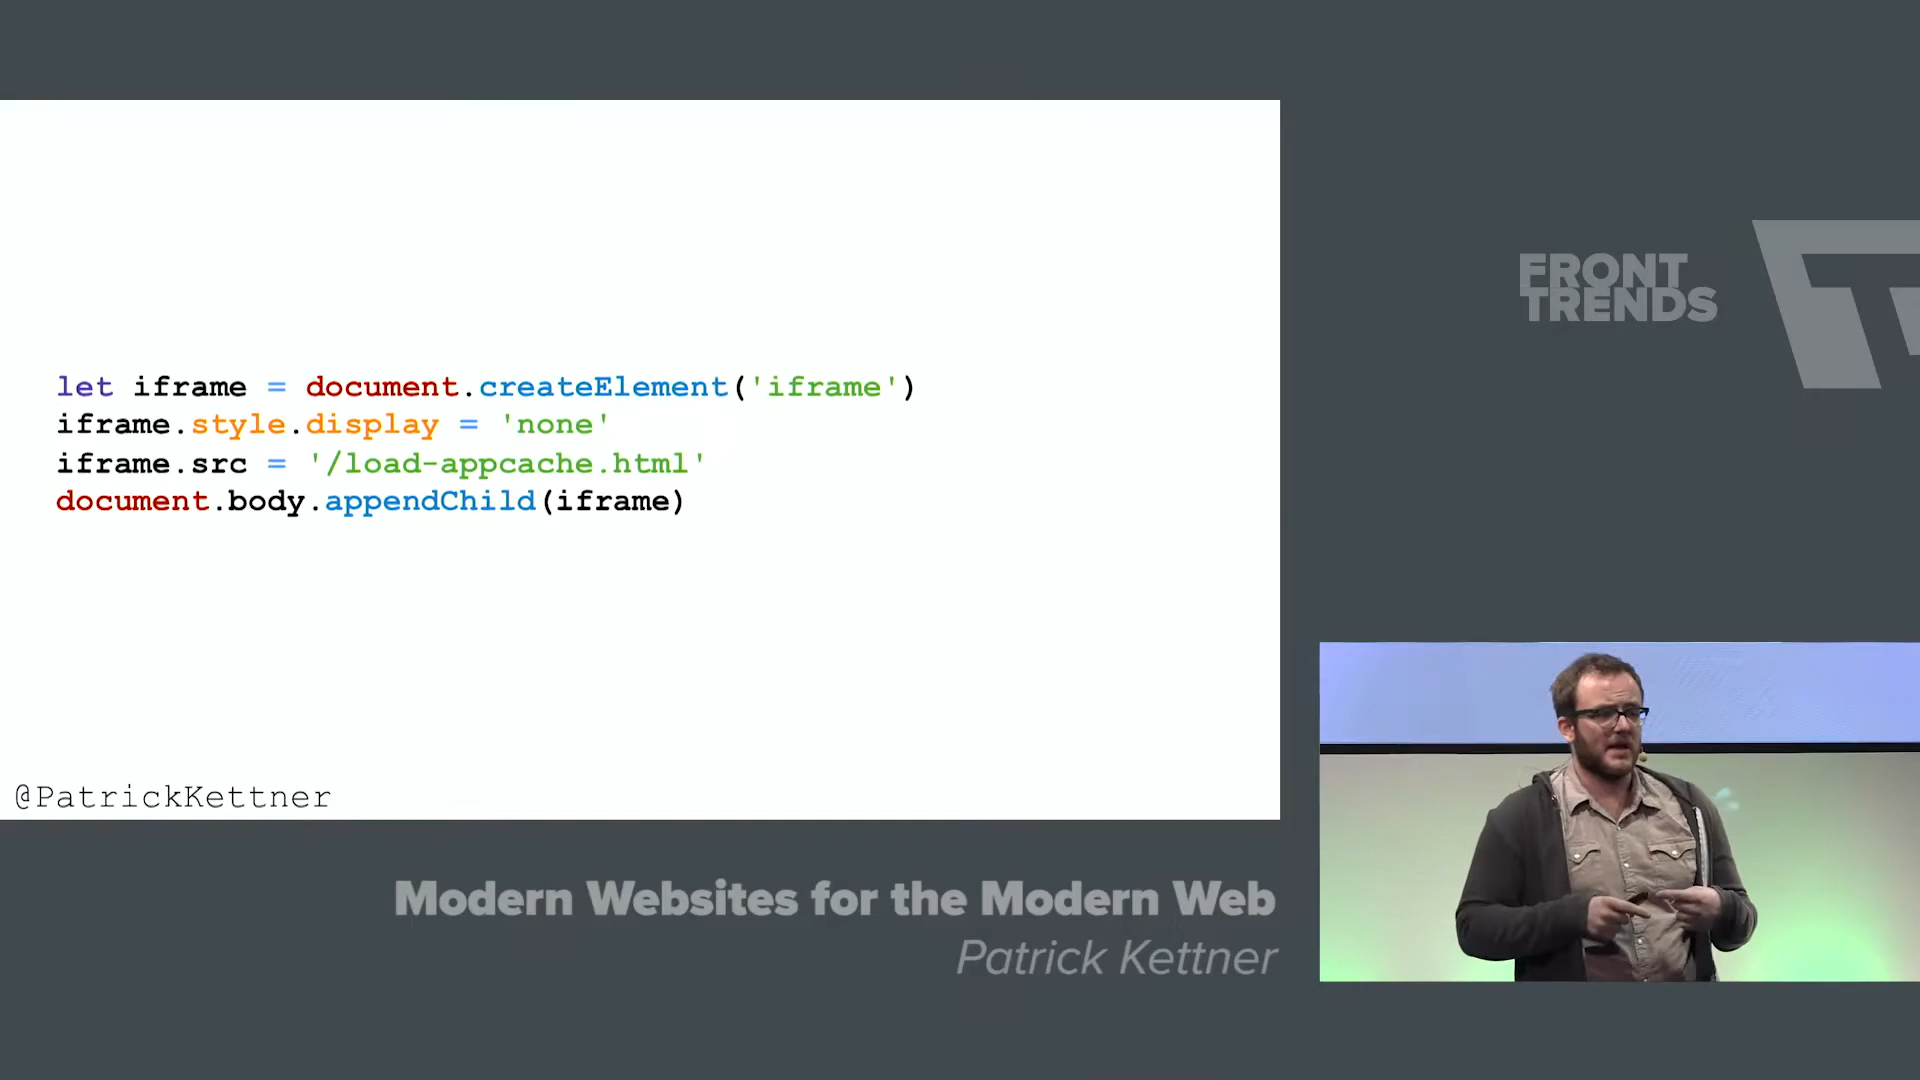 let iframe = document.createElement('iframe')
iframe.style.display = 'none'
iframe.src = '/load-appcache.html'
document.body.appendChild(iframe)
@PatrickKettner
Modern Websites for the Modern Web
Patrick Kettner
FRONT
TRENDS